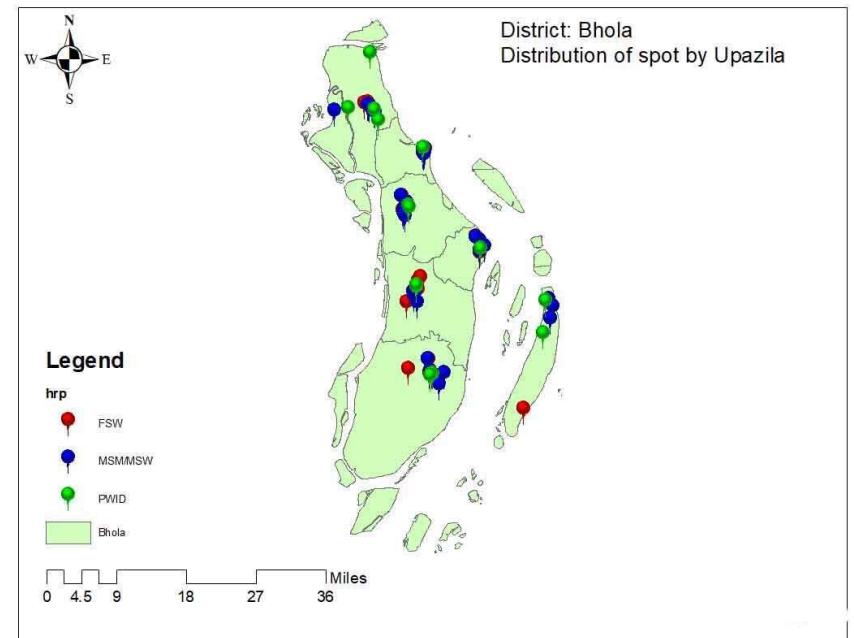 N
W E
S
District: Bhola
Distribution of spot by Upazila
Legend
hrp
FSW
MSM/MSW
PWID
Bhola
Miles
0 4.5 9 18 27 36